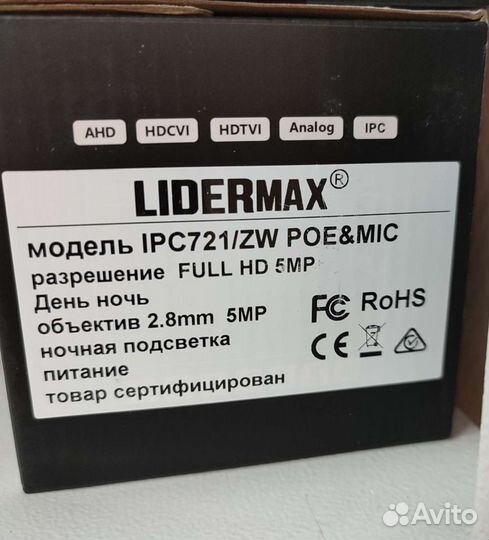 AHD HDCVI HDTVI Analog IPC
LIDERMAX®
модель IPC721/ZW POE&MIC
разрешение FULL HD 5MP
День ночь
объектив 2.8mm 5MP
ночная подсветка
питание
товар сертифицирован
FC RoHS
CE
Avito